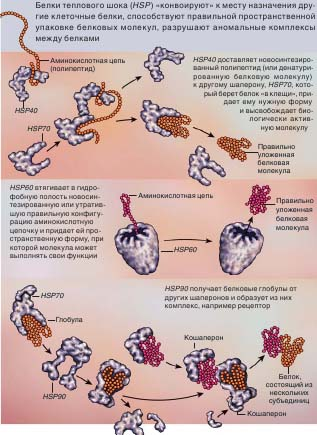 Белки теплового шока (HSP) «конвоируют» к месту назначения дру-
гие клеточные белки, способствуют правильной пространственной
упаковке белковых молекул, разрушают аномальные комплексы
между белками
Аминокислотная цепь
(полипептид)
HSP40
HSP70
HSP40 доставляет новосинтези-
рованный полипептид (или денатури-
рованную белковую молекулу)
к другому шаперону, HSP70, кото-
рый берет белок «в клещи», при-
дает ему нужную форму
и высвобождает био-
логически актив-
ную молекулу
Правильно
уложенная
белковая
молекула
HSP60 втягивает в гидро-
фобную полость новосин-
тезированную или утратив-
шую правильную конфигу-
рацию аминокислотную
цепочку и придает ей про-
странственную форму, при
которой молекула может
выполнять свои функции
Аминокислотная цепь
HSP60
Правильно
уложенная
белковая
молекула
HSP90 получает белковые глобулы от
других шаперонов и образует из них
комплекс, например рецептор
HSP70
Глобула
HSP90
Кошаперон
Белок,
состоящий из
нескольких
субъединиц
Кошаперон